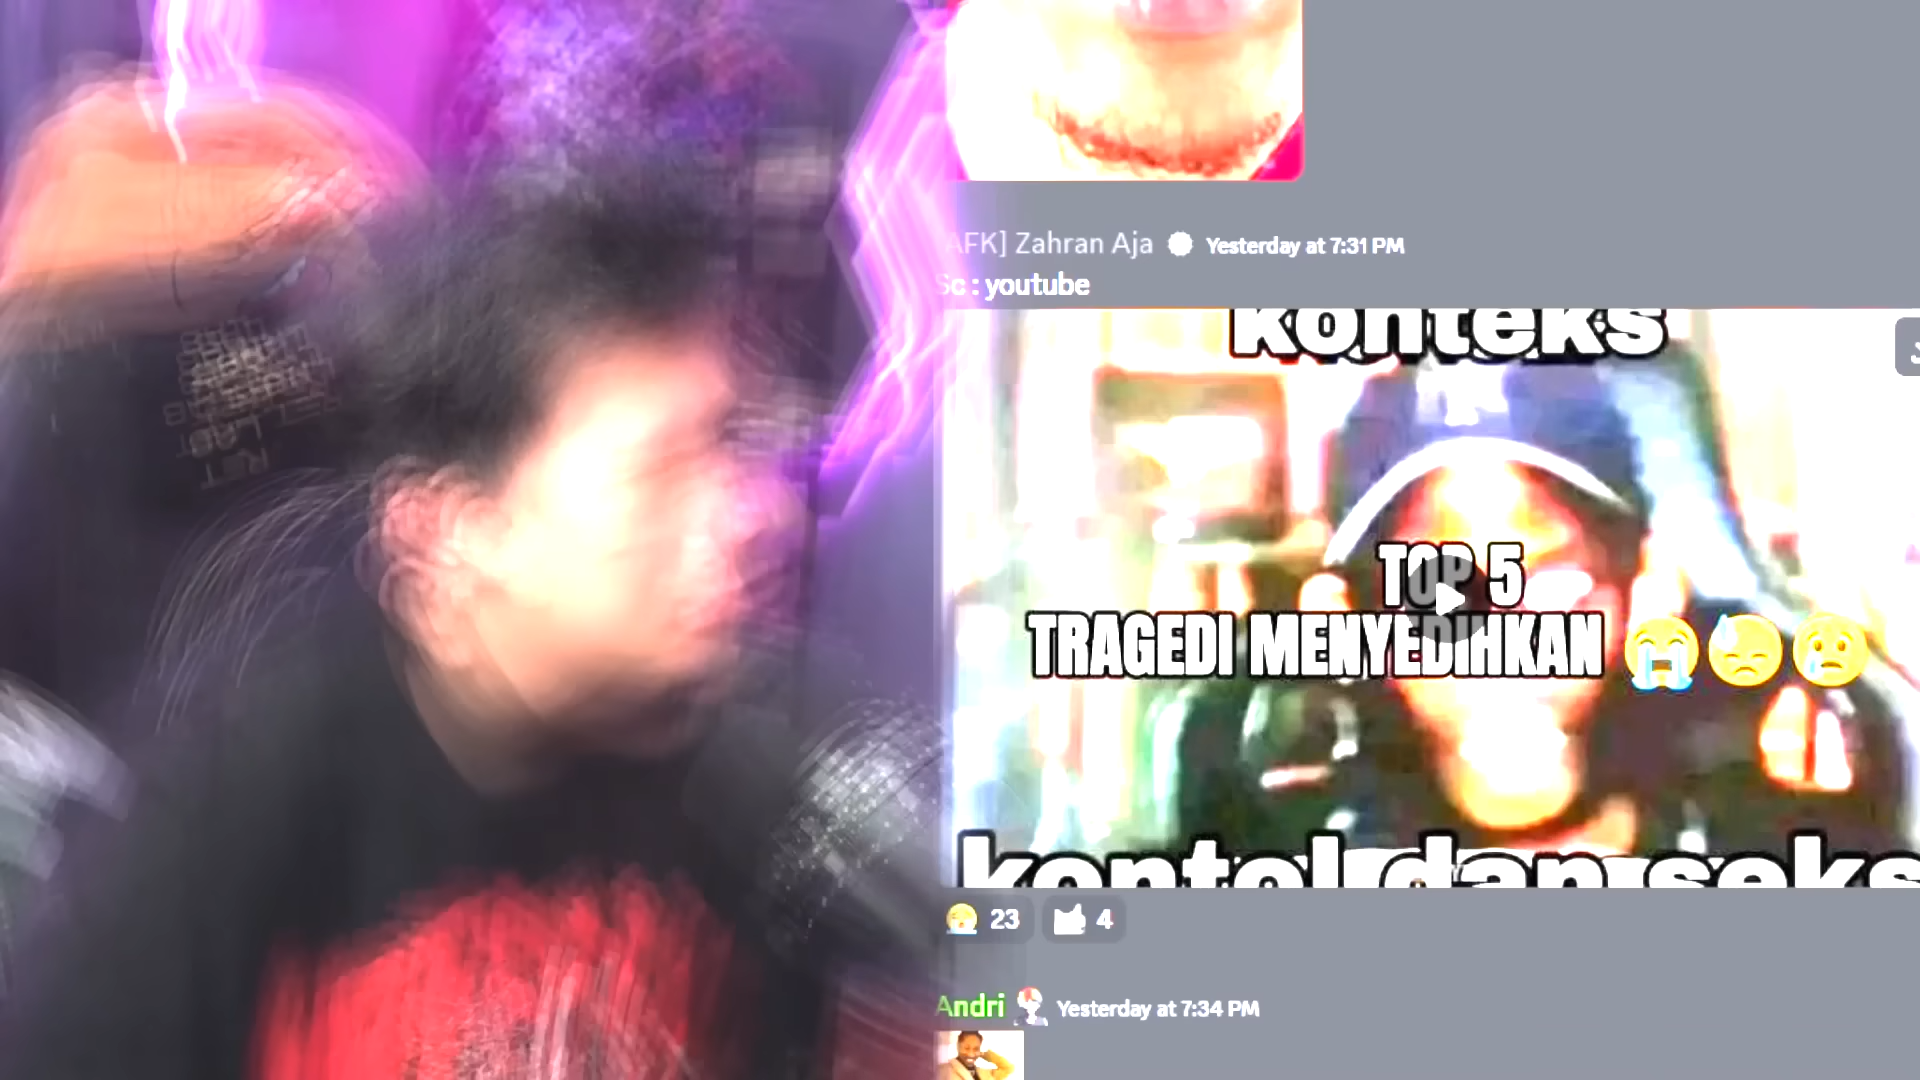 AFK] Zahran Aja Yesterday at 7:31 PM
Sc : youtube
konteks
TOP 5
TRAGEDI MENYEDIHKAN 😭😓😢
kontol dan seks
23 4
Andri Yesterday at 7:34 PM